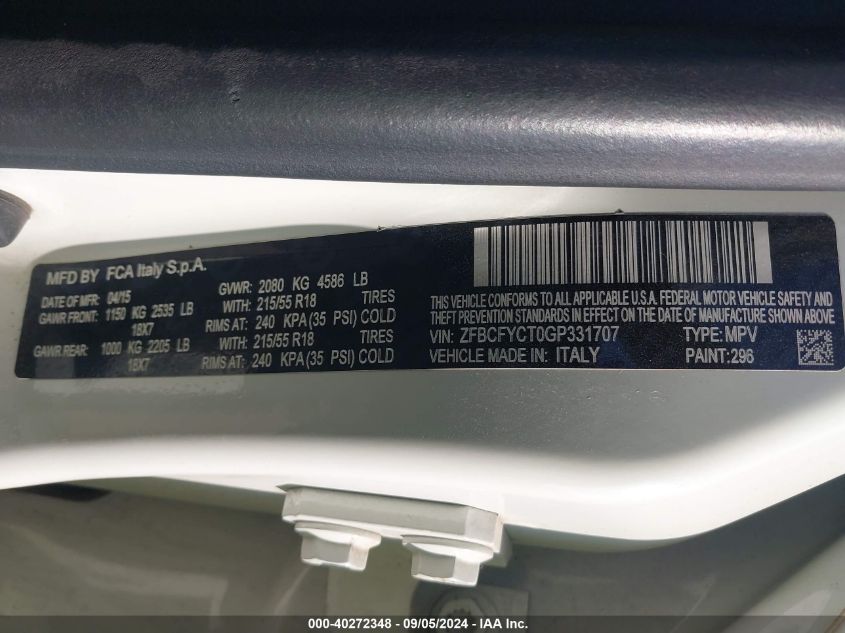 MFD BY FCA Italy S.p.A.
DATE OF MFR 04/15 GVWR: 2080 KG 4586 LB
GAWR FRONT: 1150 KG 2535 LB WITH: 215/55 R18 TIRES
18X7 RIMS AT: 240 KPA (35 PSI) COLD
GAWR REAR: 1000 KG 2205 LB WITH: 215/55 R18 TIRES
18X7 RIMS AT: 240 KPA (35 PSI) COLD
THIS VEHICLE CONFORMS TO ALL APPLICABLE U.S.A. FEDERAL MOTOR VEHICLE SAFETY AND
THEFT PREVENTION STANDARDS IN EFFECT ON THE DATE OF MANUFACTURE SHOWN ABOVE
VIN: ZFBCFYCT0GP331707 TYPE: MPV
VEHICLE MADE IN: ITALY PAINT: 296
000-40272348 - 09/05/2024 - IAA Inc.